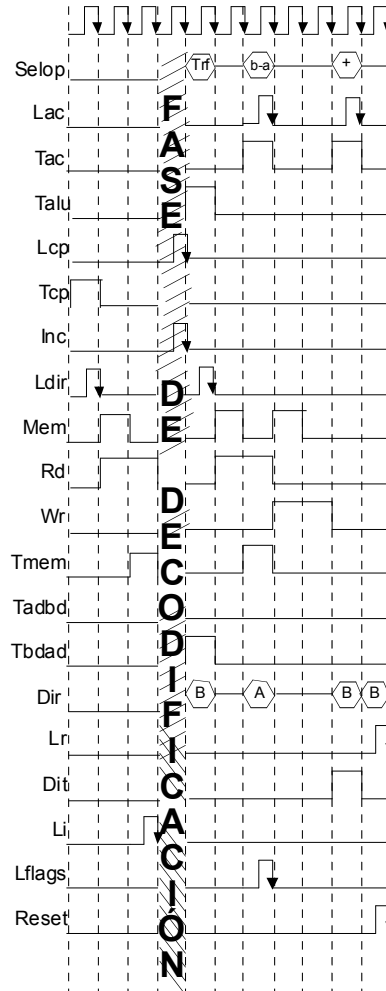 Selop Trf b-a +
Lac
Tac
Talu
Lcp
Tcp
Inc
Ldir
Mem
Rd
Wr
Tmem
Tadbd
Tbdad
Dir B A B B
Lr
Dit
Li
Lflags
Reset
FASE DE DECODIFICACIÓN